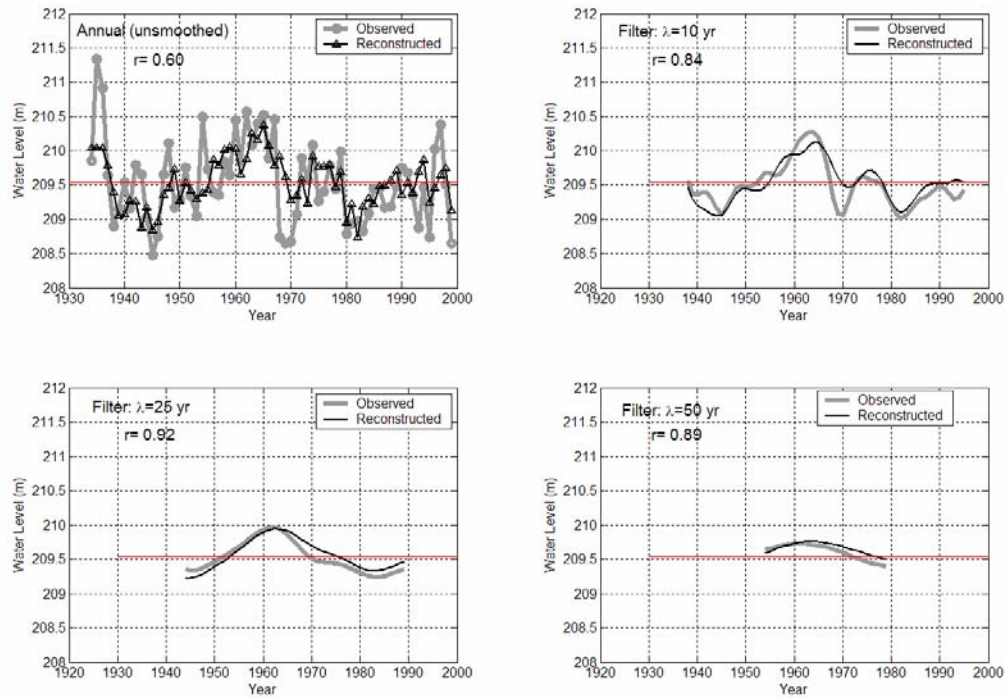 Annual (unsmoothed)
r= 0.60
Observed
Reconstructed
Water Level (m)
212
211.5
211
210.5
210
209.5
209
208.5
208
1930 1940 1950 1960 1970 1980 1990 2000
Year
Filter: λ=10 yr
r= 0.84
Observed
Reconstructed
Water Level (m)
212
211.5
211
210.5
210
209.5
209
208.5
208
1920 1930 1940 1950 1960 1970 1980 1990 2000
Year
Filter: λ=25 yr
r= 0.92
Observed
Reconstructed
Water Level (m)
212
211.5
211
210.5
210
209.5
209
208.5
208
1920 1930 1940 1950 1960 1970 1980 1990 2000
Year
Filter: λ=50 yr
r= 0.89
Observed
Reconstructed
Water Level (m)
212
211.5
211
210.5
210
209.5
209
208.5
208
1920 1930 1940 1950 1960 1970 1980 1990 2000
Year